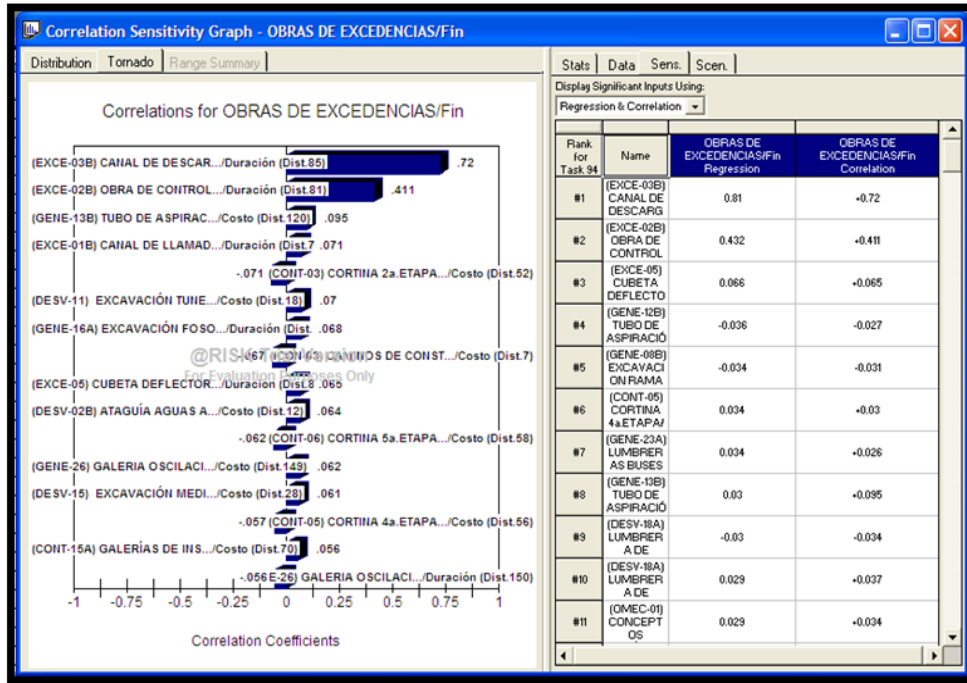 Correlation Sensitivity Graph - OBRAS DE EXCEDENCIAS/Fin
Distribution Tornado Range Summary
Correlations for OBRAS DE EXCEDENCIAS/Fin
(EXCE-03B) CANAL DE DESCAR.../Duración (Dist.85) .72
(EXCE-02B) OBRA DE CONTROL.../Duración (Dist.81) .411
(GENE-13B) TUBO DE ASPIRAC.../Costo (Dist.120) .095
(EXCE-01B) CANAL DE LLAMAD.../Duración (Dist.7 .071
-.071 (CONT-03) CORTINA 2a.ETAPA.../Costo (Dist.52)
(DESV-11) EXCAVACIÓN TUNE.../Costo (Dist.18) .07
(GENE-16A) EXCAVACIÓN FOSO.../Duración (Dist. .068
DE CONST.../Costo (Dist.7)
@RISK Trial Version
For Evaluation Purposes Only
(EXCE-05) CUBETA DEFLECTOR.../Duración (Dist.8 .065
(DESV-02B) ATAGUÍA AGUAS A.../Costo (Dist.12) .064
-.062 (CONT-06) CORTINA 5a.ETAPA.../Costo (Dist.58)
(GENE-26) GALERIA OSCILACI.../Costo (Dist.149) .062
(DESV-15) EXCAVACIÓN MEDI.../Costo (Dist.28) .061
-.057 (CONT-05) CORTINA 4a.ETAPA.../Costo (Dist.56)
(CONT-15A) GALERÍAS DE INS.../Costo (Dist.70) .056
-.056 E-26) GALERIA OSCILACI.../Duración (Dist.150)
-1 -0.75 -0.5 -0.25 0 0.25 0.5 0.75 1
Correlation Coefficients
Stats Data Sens. Scen.
Display Significant Inputs Using:
Regression & Correlation
Rank for Task 94 Name OBRAS DE EXCEDENCIAS/Fin Regression OBRAS DE EXCEDENCIAS/Fin Correlation
#1 (EXCE-03B) CANAL DE DESCARG 0.81 +0.72
#2 (EXCE-02B) OBRA DE CONTROL 0.432 +0.411
#3 (EXCE-05) CUBETA DEFLECTO 0.066 +0.065
#4 (GENE-12B) TUBO DE ASPIRACIÓ -0.036 -0.027
#5 (GENE-08B) EXCAVACI ON RAMA -0.034 -0.031
#6 (CONT-05) CORTINA 4a.ETAPA/ 0.034 +0.03
#7 (GENE-23A) LUMBRER AS BUSES 0.034 +0.026
#8 (GENE-13B) TUBO DE ASPIRACIÓ 0.03 +0.095
#9 (DESV-18A) LUMBRER A DE -0.03 -0.034
#10 (DESV-18A) LUMBRER A DE 0.029 +0.037
#11 (OMEC-01) CONCEPT OS 0.029 +0.034